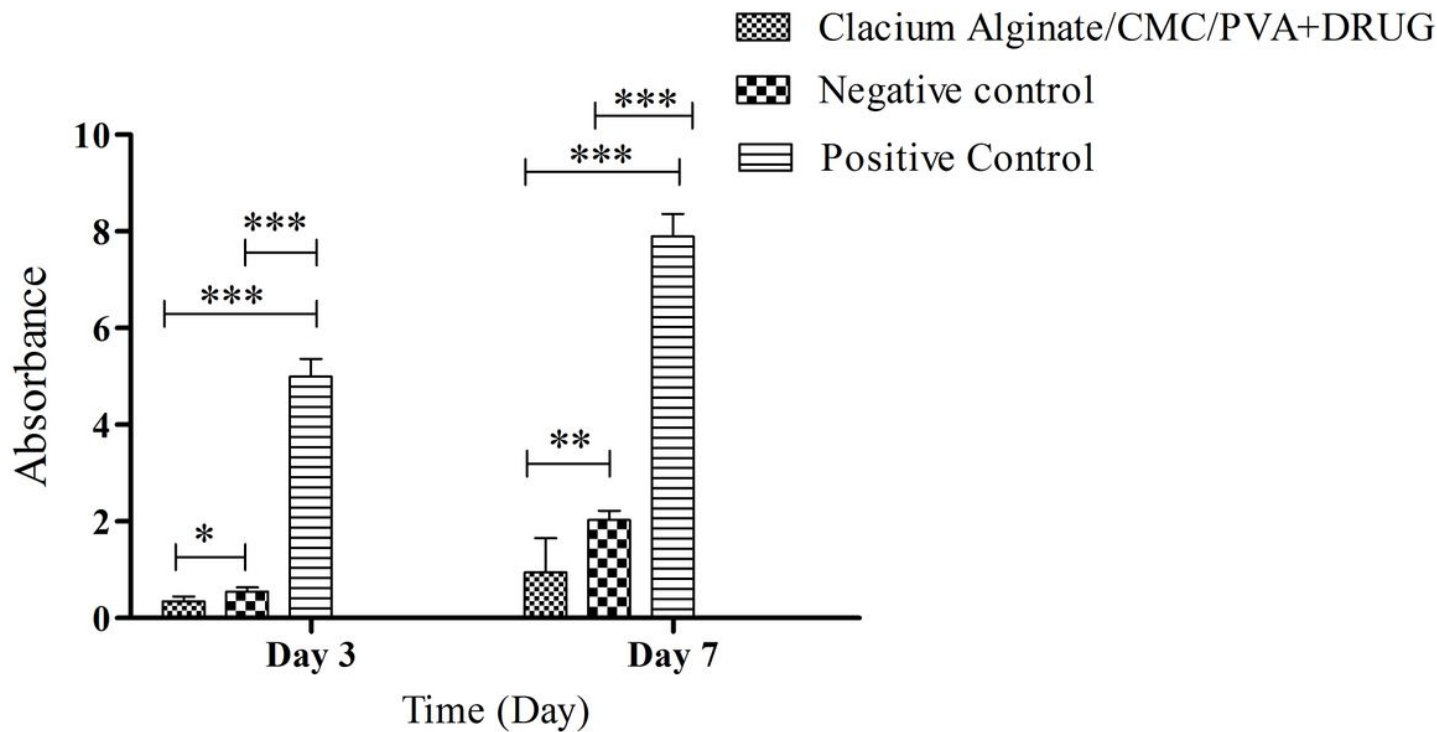 Clacium Alginate/CMC/PVA+DRUG
Negative control
Positive Control
10
8
6
4
2
0
Absorbance
***
***
***
***
**
*
Day 3
Day 7
Time (Day)